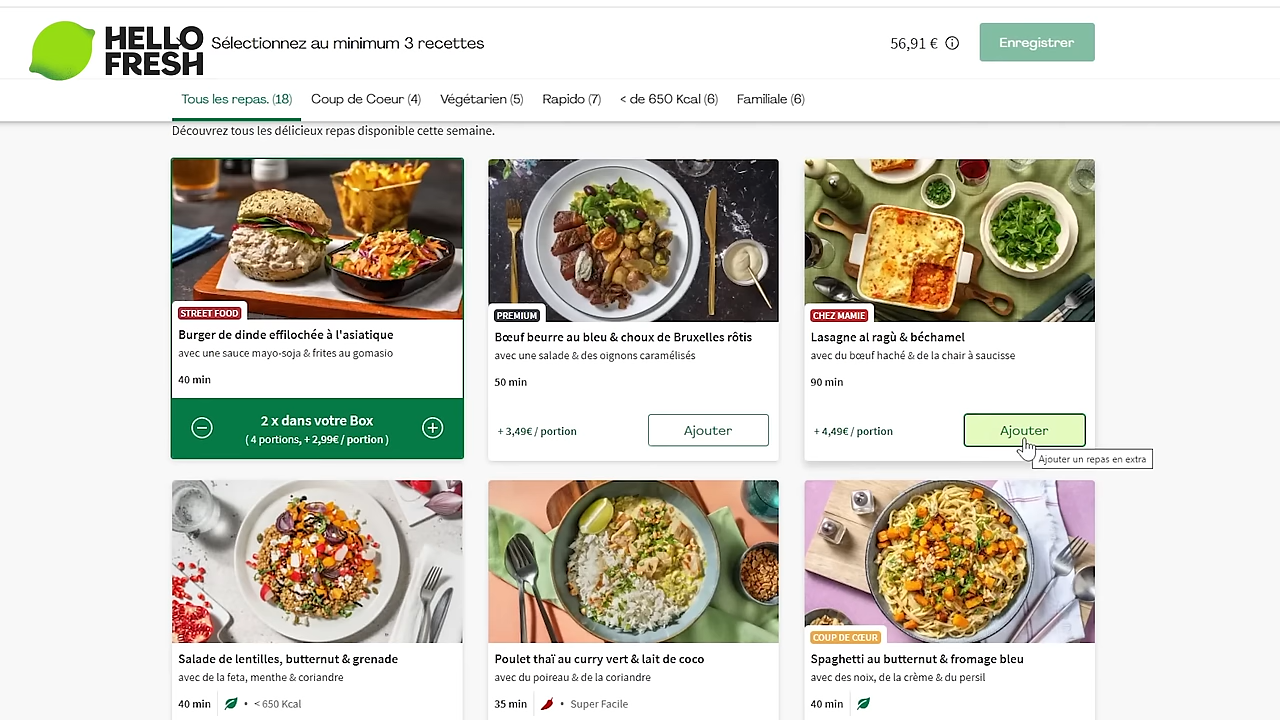 HELLO
FRESH
Sélectionnez au minimum 3 recettes
56,91 €
Enregistrer
Tous les repas. (18)
Coup de Coeur (4)
Végétarien (5)
Rapido (7)
< de 650 Kcal (6)
Familiale (6)
Découvrez tous les délicieux repas disponible cette semaine.
STREET FOOD
Burger de dinde effilochée à l'asiatique
avec une sauce mayo-soja & frites au gomasio
40 min
2 x dans votre Box
( 4 portions, + 2,99€ / portion )
PREMIUM
Bœuf beurre au bleu & choux de Bruxelles rôtis
avec une salade & des oignons caramélisés
50 min
+ 3,49€ / portion
Ajouter
CHEZ MAMIE
Lasagne al ragù & béchamel
avec du bœuf haché & de la chair à saucisse
90 min
+ 4,49€ / portion
Ajouter
Ajouter un repas en extra
Salade de lentilles, butternut & grenade
avec de la feta, menthe & coriandre
40 min • < 650 Kcal
Poulet thaï au curry vert & lait de coco
avec du poireau & de la coriandre
35 min • Super Facile
COUP DE CŒUR
Spaghetti au butternut & fromage bleu
avec des noix, de la crème & du persil
40 min